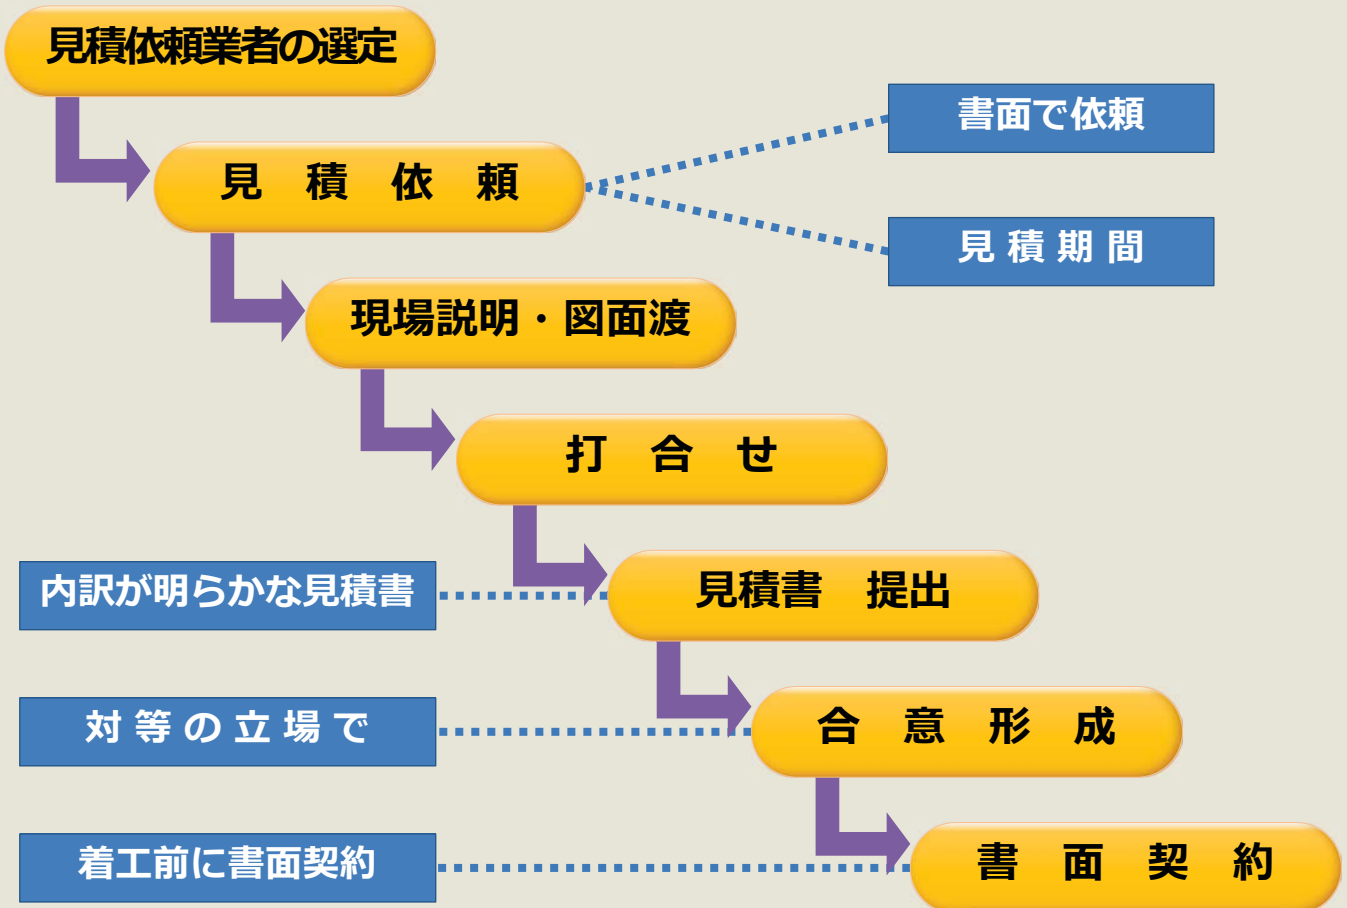 見積依頼業者の選定
書面で依頼
見 積 依 頼
見 積 期 間
現場説明・図面渡
打 合 せ
内訳が明らかな見積書
見積書 提出
対 等 の 立 場 で
合 意 形 成
着工前に書面契約
書 面 契 約